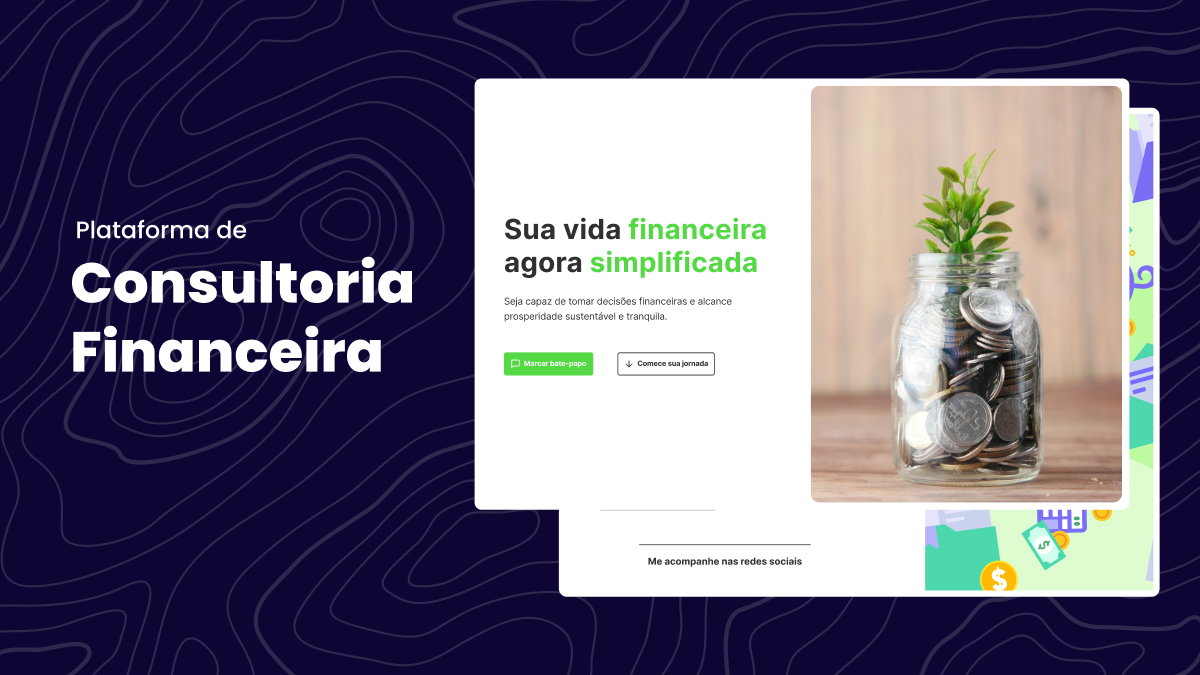 Plataforma de
Consultoria
Financeira
Sua vida financeira
agora simplificada
Seja capaz de tomar decisões financeiras e alcance
prosperidade sustentável e tranquila.
Marcar bate-papo
Comece sua jornada
Me acompanhe nas redes sociais